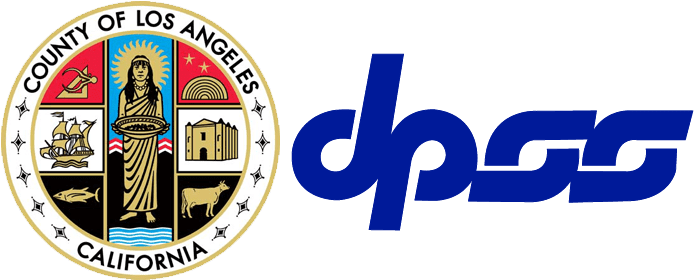 COUNTY OF LOS ANGELES
CALIFORNIA
dpss